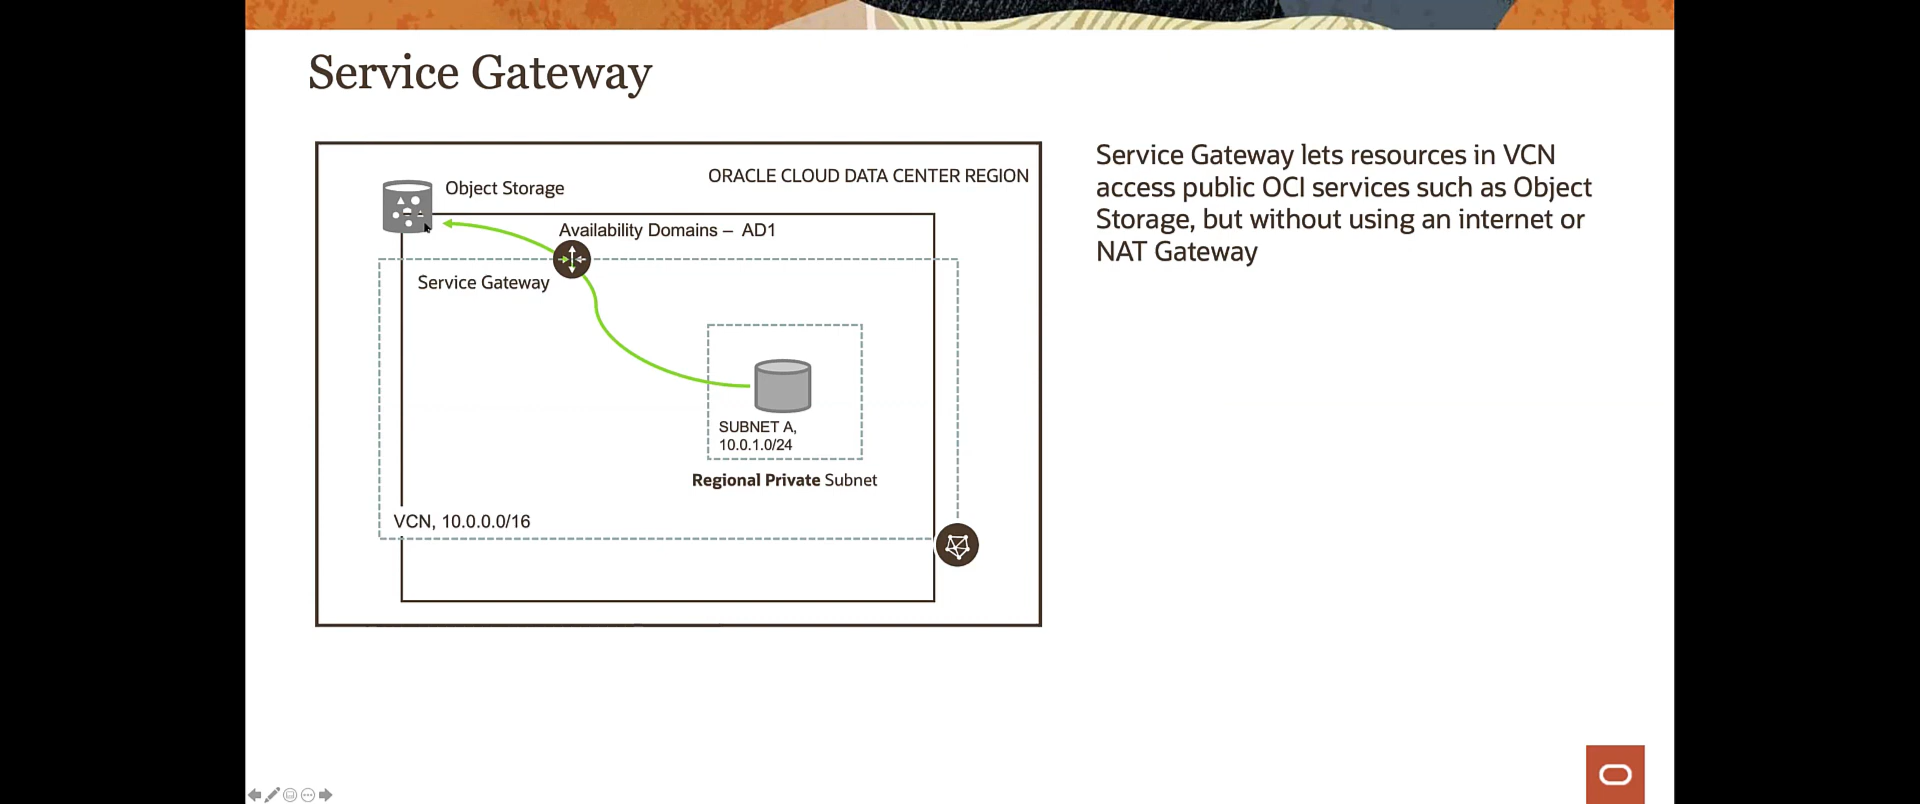 Service Gateway
ORACLE CLOUD DATA CENTER REGION
Object Storage
Availability Domains – AD1
Service Gateway
SUBNET A,
10.0.1.0/24
Regional Private Subnet
VCN, 10.0.0.0/16
Service Gateway lets resources in VCN
access public OCI services such as Object
Storage, but without using an internet or
NAT Gateway